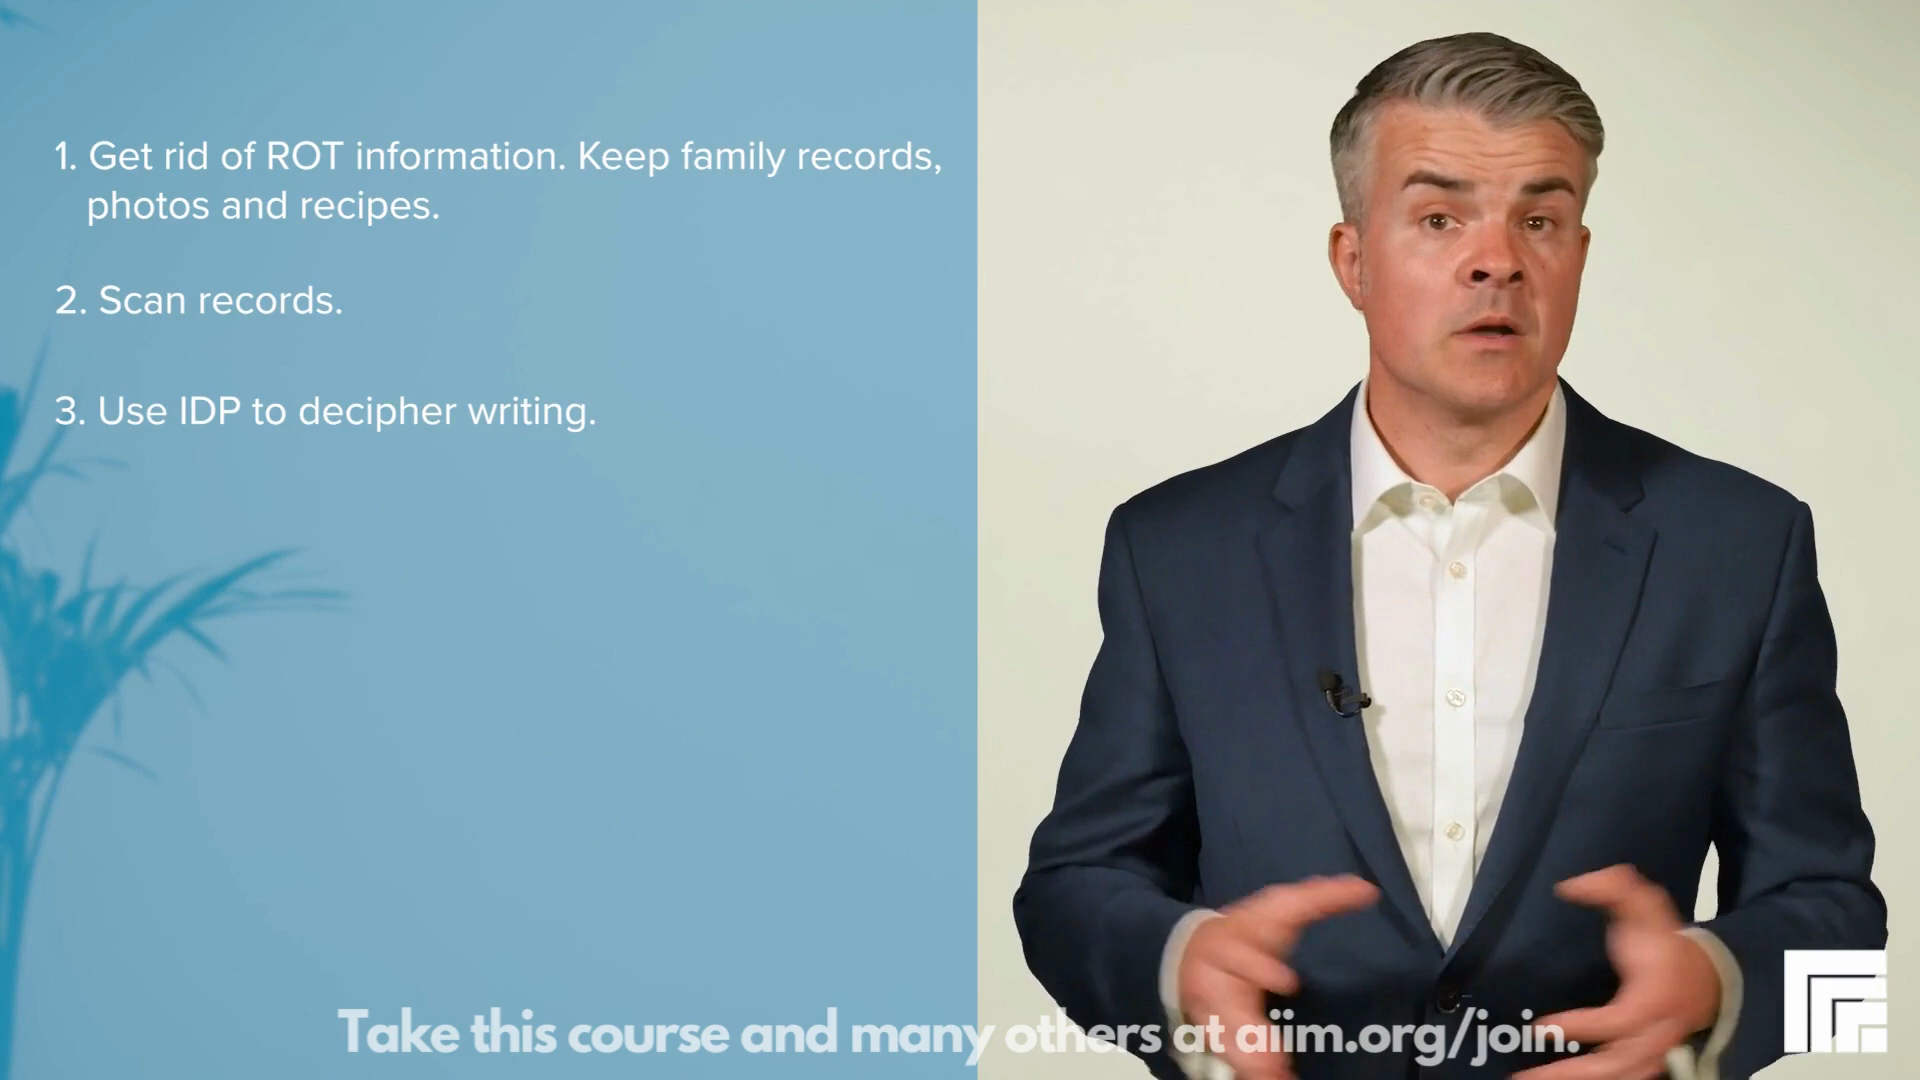 1. Get rid of ROT information. Keep family records,
photos and recipes.
2. Scan records.
3. Use IDP to decipher writing.
Take this course and many others at aiim.org/join.